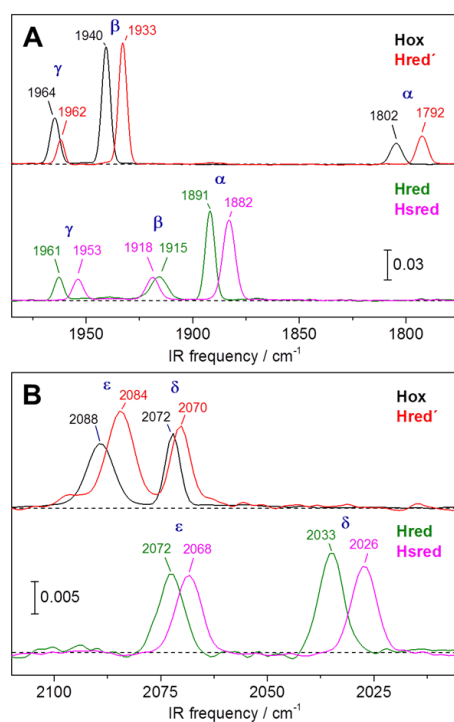 A
Hox
Hred´
γ
β
α
1964
1962
1940
1933
1802
1792
Hred
Hsred
γ
β
α
1961
1953
1918
1915
1891
1882
0.03
1950
1900
1850
1800
IR frequency / cm⁻¹
B
Hox
Hred´
ε
δ
2088
2084
2072
2070
Hred
Hsred
ε
δ
2072
2068
2033
2026
0.005
2100
2075
2050
2025
IR frequency / cm⁻¹